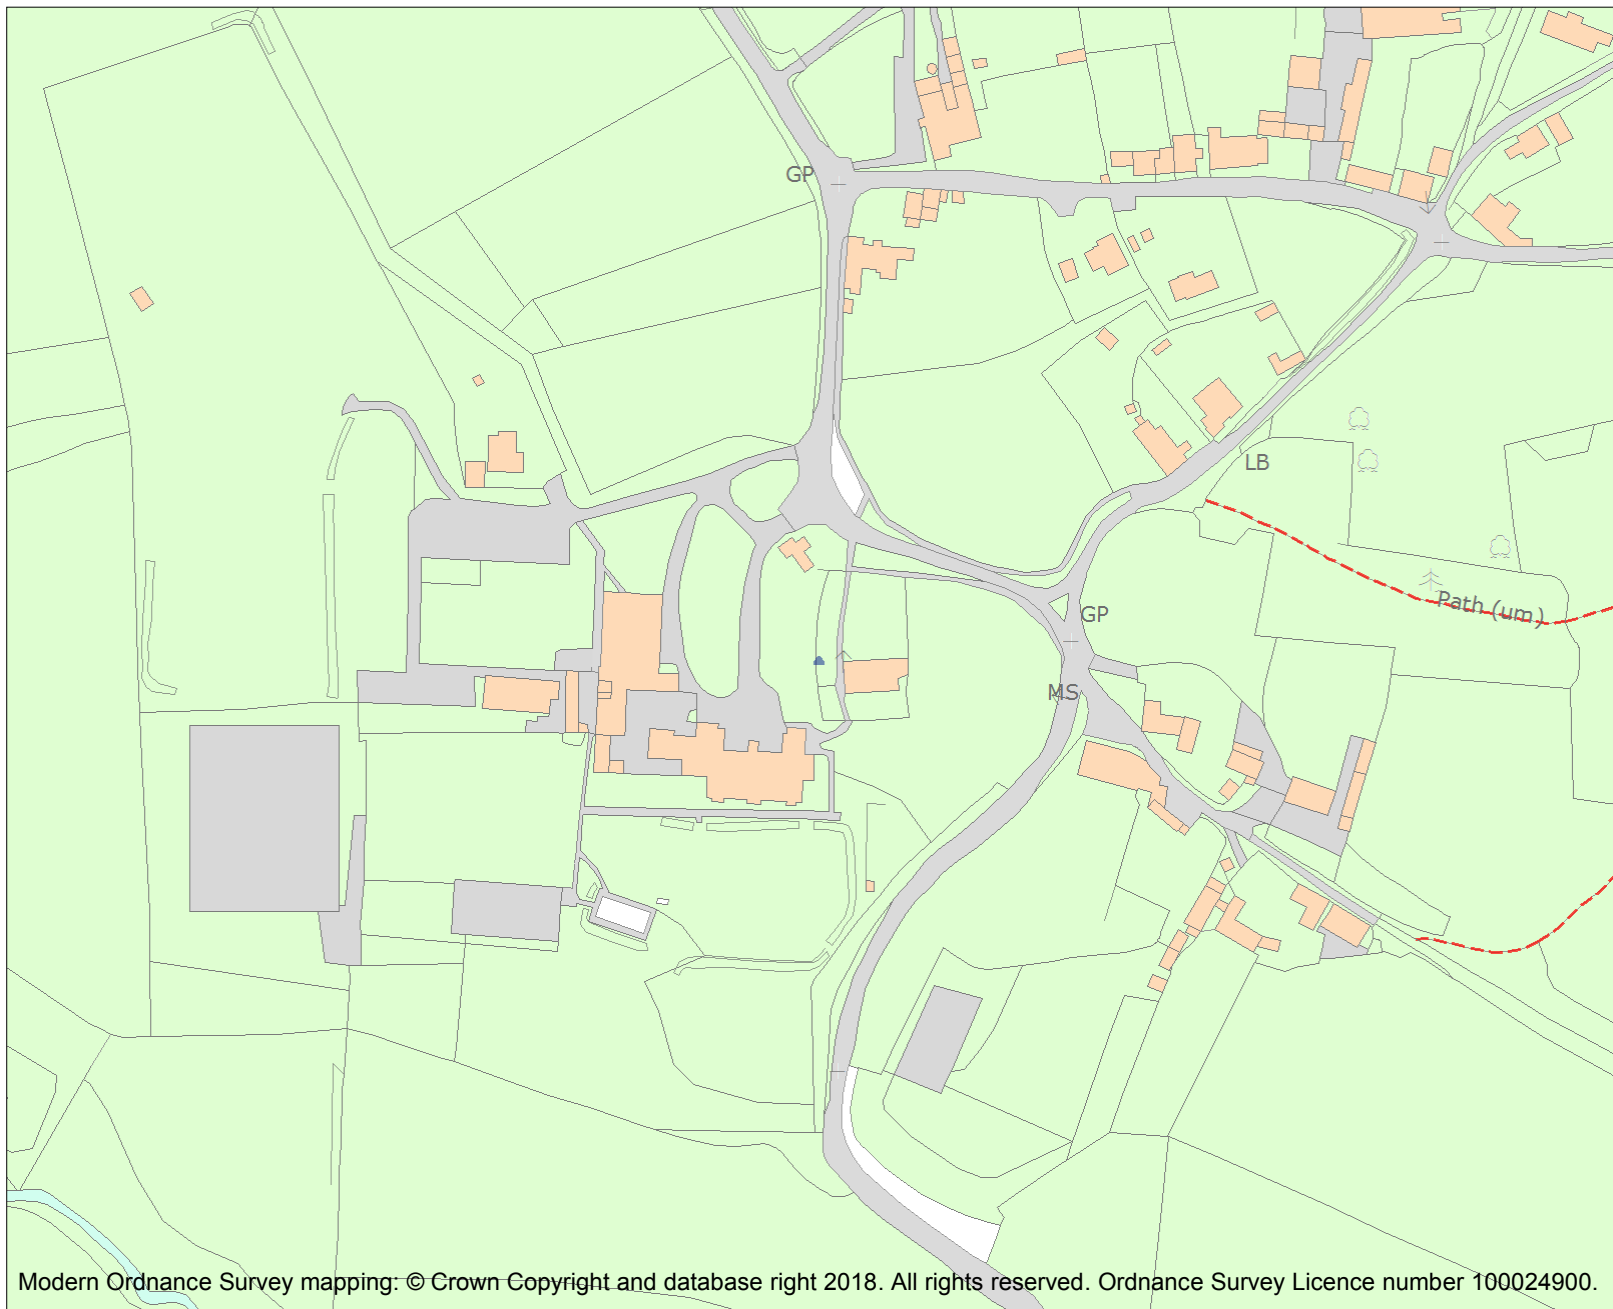 GP
LB
Path (um)
GP
MS
Modern Ordnance Survey mapping: © Crown Copyright and database right 2018. All rights reserved. Ordnance Survey Licence number 100024900.